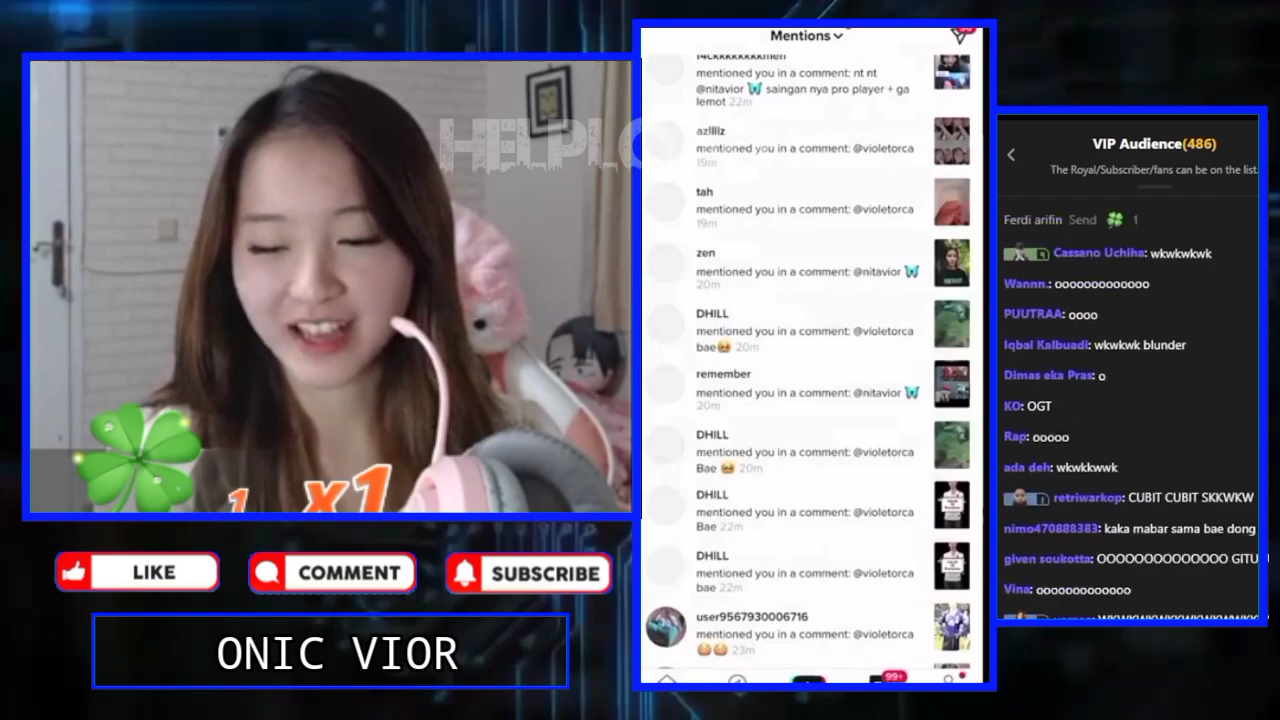 HELPLO
1 x1
LIKE
COMMENT
SUBSCRIBE
ONIC VIOR
Mentions
mentioned you in a comment: nt nt
@nitavior 🦋 saingan nya pro player + ga
lemot 22m
azllllz
mentioned you in a comment: @violetorca
19m
tah
mentioned you in a comment: @violetorca
19m
zen
mentioned you in a comment: @nitavior 🦋
20m
DHILL
mentioned you in a comment: @violetorca
bae 20m
remember
mentioned you in a comment: @nitavior 🦋
20m
DHILL
mentioned you in a comment: @violetorca
Bae 20m
DHILL
mentioned you in a comment: @violetorca
Bae 22m
DHILL
mentioned you in a comment: @violetorca
bae 22m
user9567930006716
mentioned you in a comment: @violetorca
23m
99+
VIP Audience(486)
The Royal/Subscriber/fans can be on the list.
Ferdi arifin Send 🍀 1
Cassano Uchiha: wkwkwkwk
Wannn.: ooooooooooooo
PUUTRAA: oooo
Iqbal Kalbuadi: wkwkwk blunder
Dimas eka Pras: o
KO: OGT
Rap: ooooo
ada deh: wkwkkwwk
retriwarkop: CUBIT CUBIT SKKWKW
nimo470888383: kaka mabar sama bae dong
given soukotta: OOOOOOOOOOOOOO GITU
Vina: ooooooooooooo